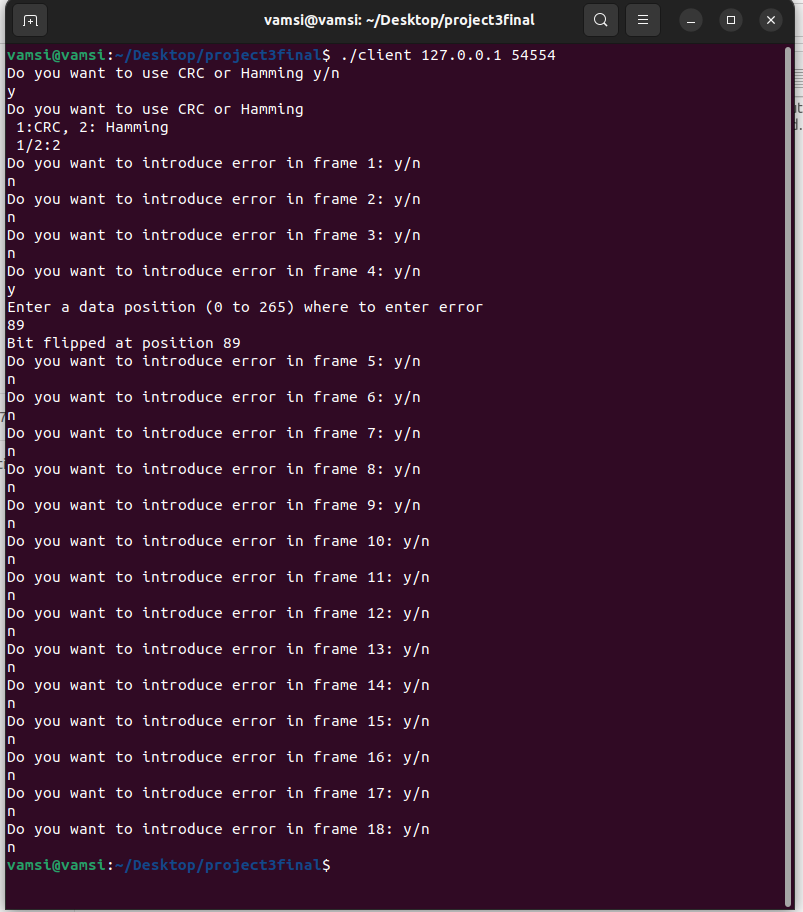 vamsi@vamsi: ~/Desktop/project3final
vamsi@vamsi:~/Desktop/project3final$ ./client 127.0.0.1 54554
Do you want to use CRC or Hamming y/n
y
Do you want to use CRC or Hamming
 1:CRC, 2: Hamming
 1/2:2
Do you want to introduce error in frame 1: y/n
n
Do you want to introduce error in frame 2: y/n
n
Do you want to introduce error in frame 3: y/n
n
Do you want to introduce error in frame 4: y/n
y
Enter a data position (0 to 265) where to enter error
89
Bit flipped at position 89
Do you want to introduce error in frame 5: y/n
n
Do you want to introduce error in frame 6: y/n
n
Do you want to introduce error in frame 7: y/n
n
Do you want to introduce error in frame 8: y/n
n
Do you want to introduce error in frame 9: y/n
n
Do you want to introduce error in frame 10: y/n
n
Do you want to introduce error in frame 11: y/n
n
Do you want to introduce error in frame 12: y/n
n
Do you want to introduce error in frame 13: y/n
n
Do you want to introduce error in frame 14: y/n
n
Do you want to introduce error in frame 15: y/n
n
Do you want to introduce error in frame 16: y/n
n
Do you want to introduce error in frame 17: y/n
n
Do you want to introduce error in frame 18: y/n
n
vamsi@vamsi:~/Desktop/project3final$